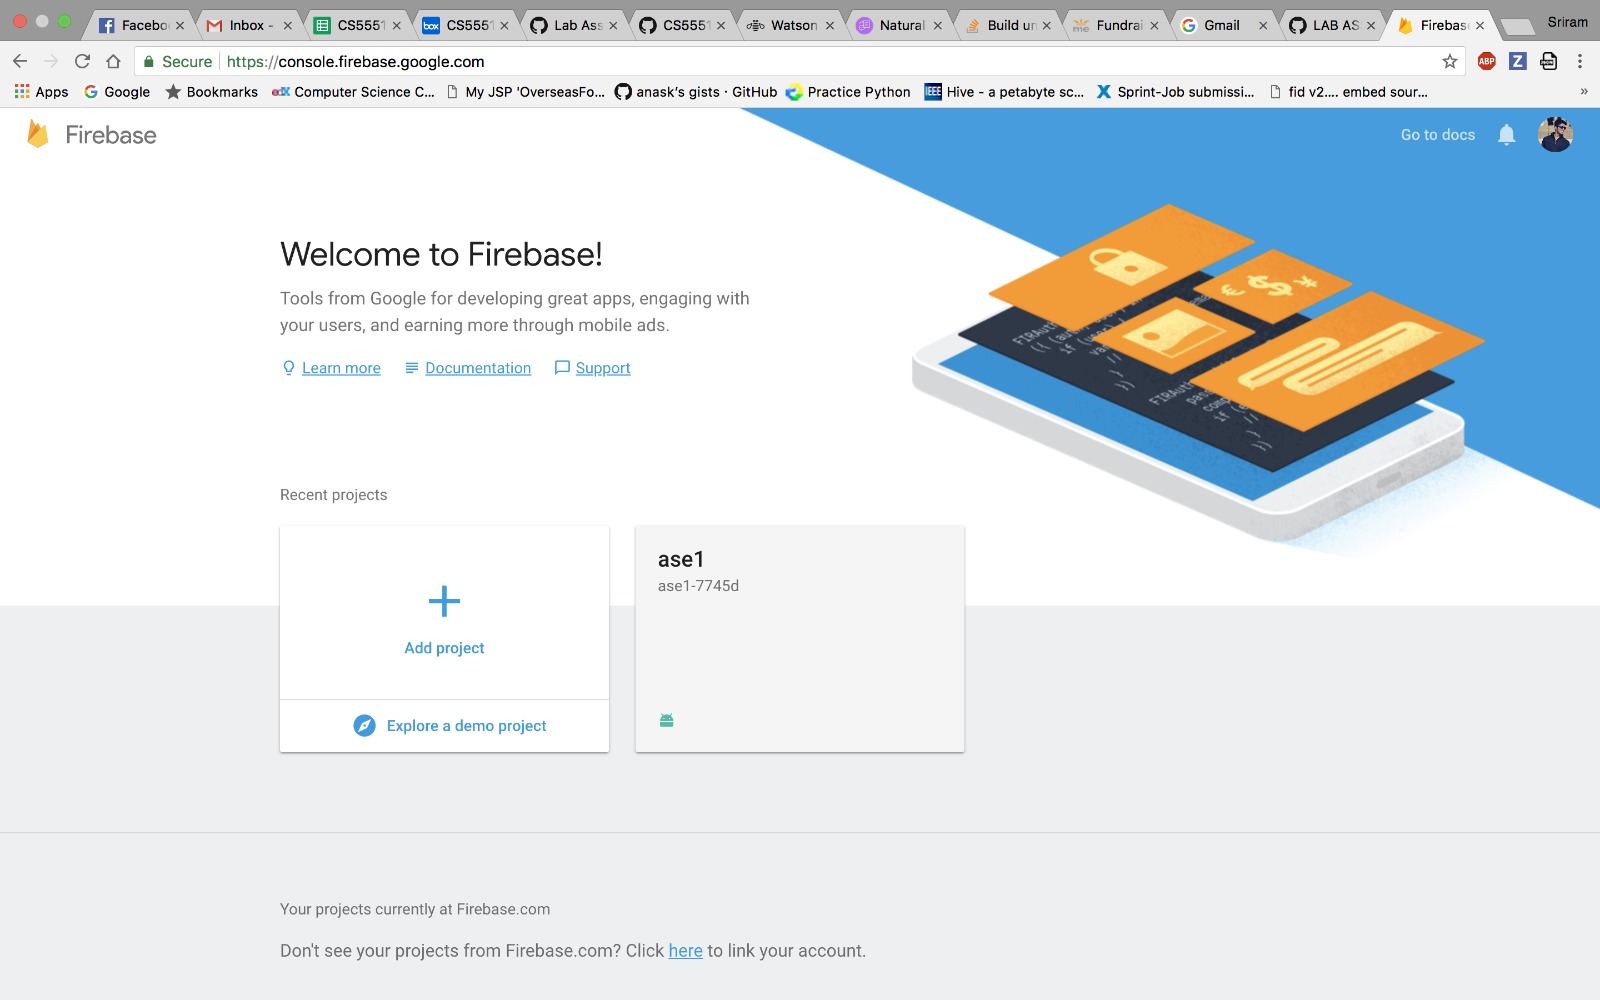 Facebo
Inbox -
CS5551
CS5551
Lab Ass
CS5551
Watson
Natural
Build un
Fundrai
Gmail
LAB AS
Firebase
Sriram
Secure
https://console.firebase.google.com
ABP
Z
Apps
Google
Bookmarks
Computer Science C...
My JSP 'OverseasFo...
anask's gists · GitHub
Practice Python
IEEE
Hive - a petabyte sc...
Sprint-Job submissi...
fid v2.... embed sour...
»
Firebase
Go to docs
Welcome to Firebase!
Tools from Google for developing great apps, engaging with
your users, and earning more through mobile ads.
Learn more
Documentation
Support
Recent projects
Add project
Explore a demo project
ase1
ase1-7745d
Your projects currently at Firebase.com
Don't see your projects from Firebase.com? Click here to link your account.